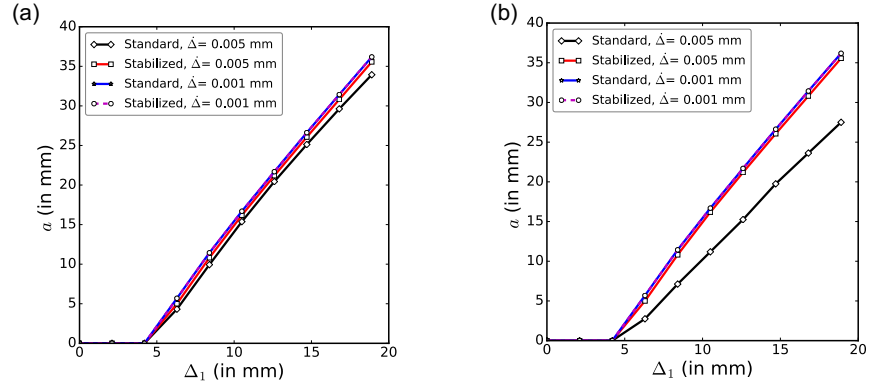 (a)
40
35
30
25
20
15
10
5
0
a (in mm)
Standard, Δ̇= 0.005 mm
Stabilized, Δ̇= 0.005 mm
Standard, Δ̇= 0.001 mm
Stabilized, Δ̇= 0.001 mm
0 5 10 15 20
Δ₁ (in mm)
(b)
40
35
30
25
20
15
10
5
0
a (in mm)
Standard, Δ̇= 0.005 mm
Stabilized, Δ̇= 0.005 mm
Standard, Δ̇= 0.001 mm
Stabilized, Δ̇= 0.001 mm
0 5 10 15 20
Δ₁ (in mm)